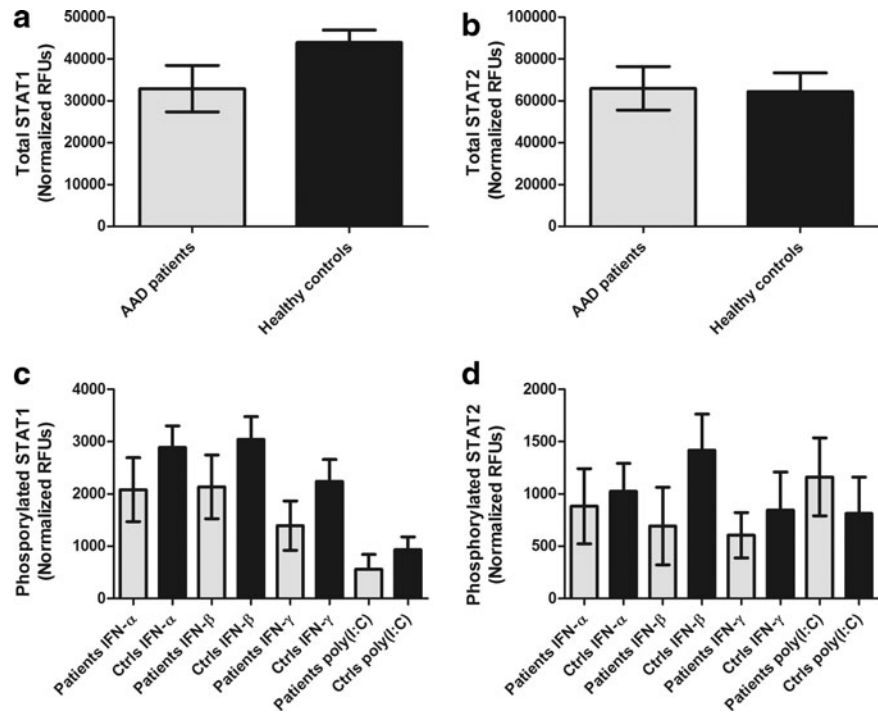 a
Total STAT1
(Normalized RFUs)
50000
40000
30000
20000
10000
0
AAD patients
Healthy controls
b
Total STAT2
(Normalized RFUs)
100000
80000
60000
40000
20000
0
AAD patients
Healthy controls
c
Phosporylated STAT1
(Normalized RFUs)
4000
3000
2000
1000
0
Patients IFN-α
Ctrls IFN-α
Patients IFN-β
Ctrls IFN-β
Patients IFN-γ
Ctrls IFN-γ
Patients poly(I:C)
Ctrls poly(I:C)
d
Phosphorylated STAT2
(Normalized RFUs)
2000
1500
1000
500
0
Patients IFN-α
Ctrls IFN-α
Patients IFN-β
Ctrls IFN-β
Patients IFN-γ
Ctrls IFN-γ
Patients poly(I:C)
Ctrls poly(I:C)